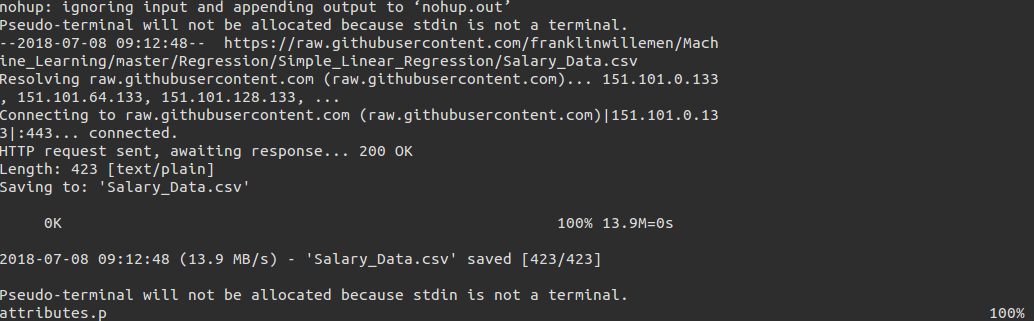 nohup: ignoring input and appending output to ‘nohup.out’
Pseudo-terminal will not be allocated because stdin is not a terminal.
--2018-07-08 09:12:48--  https://raw.githubusercontent.com/franklinwillemen/Mach
ine_Learning/master/Regression/Simple_Linear_Regression/Salary_Data.csv
Resolving raw.githubusercontent.com (raw.githubusercontent.com)... 151.101.0.133
, 151.101.64.133, 151.101.128.133, ...
Connecting to raw.githubusercontent.com (raw.githubusercontent.com)|151.101.0.13
3|:443... connected.
HTTP request sent, awaiting response... 200 OK
Length: 423 [text/plain]
Saving to: 'Salary_Data.csv'
0K 100% 13.9M=0s
2018-07-08 09:12:48 (13.9 MB/s) - 'Salary_Data.csv' saved [423/423]
Pseudo-terminal will not be allocated because stdin is not a terminal.
attributes.p 100%